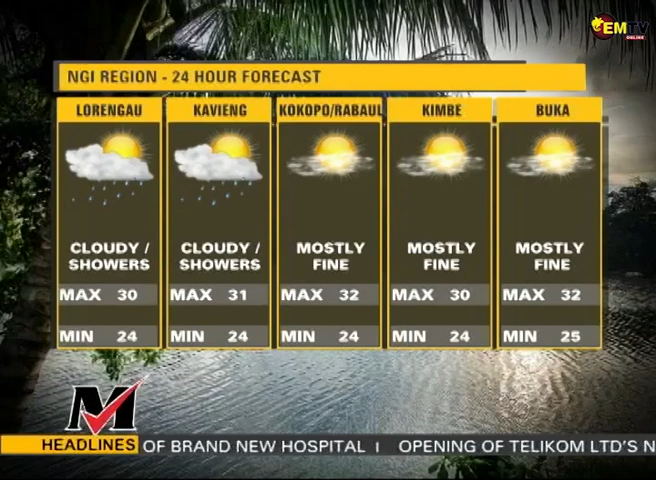 EMTV
ONLINE
NGI REGION - 24 HOUR FORECAST
LORENGAU
CLOUDY /
SHOWERS
MAX 30
MIN 24
KAVIENG
CLOUDY /
SHOWERS
MAX 31
MIN 24
KOKOPO/RABAUL
MOSTLY
FINE
MAX 32
MIN 24
KIMBE
MOSTLY
FINE
MAX 30
MIN 24
BUKA
MOSTLY
FINE
MAX 32
MIN 25
M
HEADLINES OF BRAND NEW HOSPITAL | OPENING OF TELIKOM LTD'S N